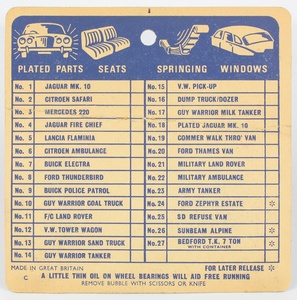 PLATED PARTS SEATS SPRINGING WINDOWS
No. 1 JAGUAR MK. 10
No. 2 CITROEN SAFARI
No. 3 MERCEDES 220
No. 4 JAGUAR FIRE CHIEF
No. 5 LANCIA FLAMINIA
No. 6 CITROEN AMBULANCE
No. 7 BUICK ELECTRA
No. 8 FORD THUNDERBIRD
No. 9 BUICK POLICE PATROL
No. 10 GUY WARRIOR COAL TRUCK
No. 11 F/C LAND ROVER
No. 12 V.W. TOWER WAGON
No. 13 GUY WARRIOR SAND TRUCK
No. 14 GUY WARRIOR TANKER
No. 15 V.W. PICK-UP
No. 16 DUMP TRUCK/DOZER
No. 17 GUY WARRIOR MILK TANKER
No. 18 PLATED JAGUAR MK. 10
No. 19 COMMER WALK THRO' VAN
No. 20 FORD THAMES VAN
No. 21 MILITARY LAND ROVER
No. 22 MILITARY AMBULANCE
No. 23 ARMY TANKER
No. 24 FORD ZEPHYR ESTATE *
No. 25 SD REFUSE VAN
No. 26 SUNBEAM ALPINE *
No. 27 BEDFORD T.K. 7 TON *
WITH CONTAINER
MADE IN GREAT BRITAIN FOR LATER RELEASE *
C A LITTLE THIN OIL ON WHEEL BEARINGS WILL AID FREE RUNNING
REMOVE BUBBLE WITH SCISSORS OR KNIFE